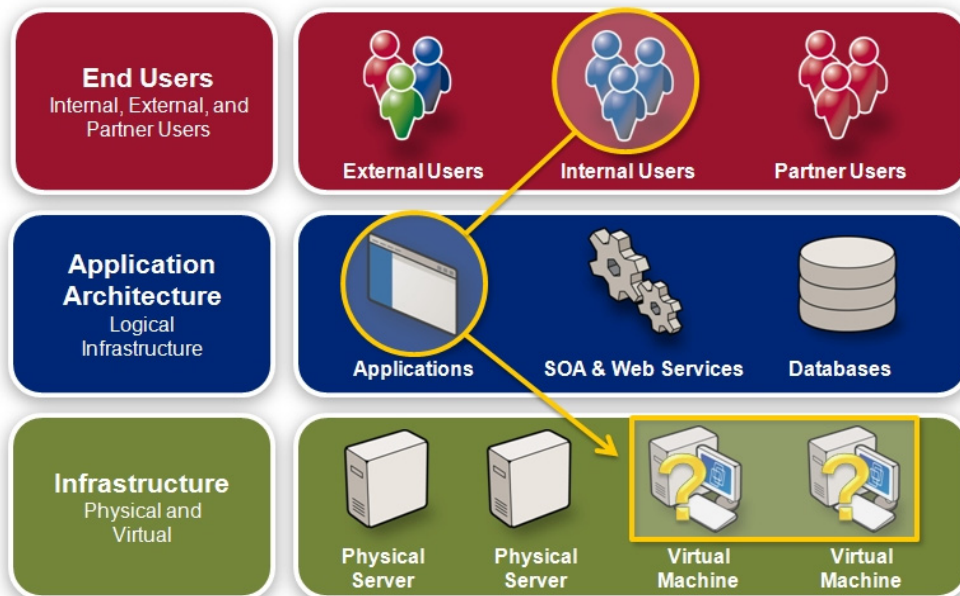 End Users
Internal, External, and
Partner Users
External Users
Internal Users
Partner Users
Application
Architecture
Logical
Infrastructure
Applications
SOA & Web Services
Databases
Infrastructure
Physical and
Virtual
Physical
Server
Physical
Server
?
Virtual
Machine
?
Virtual
Machine